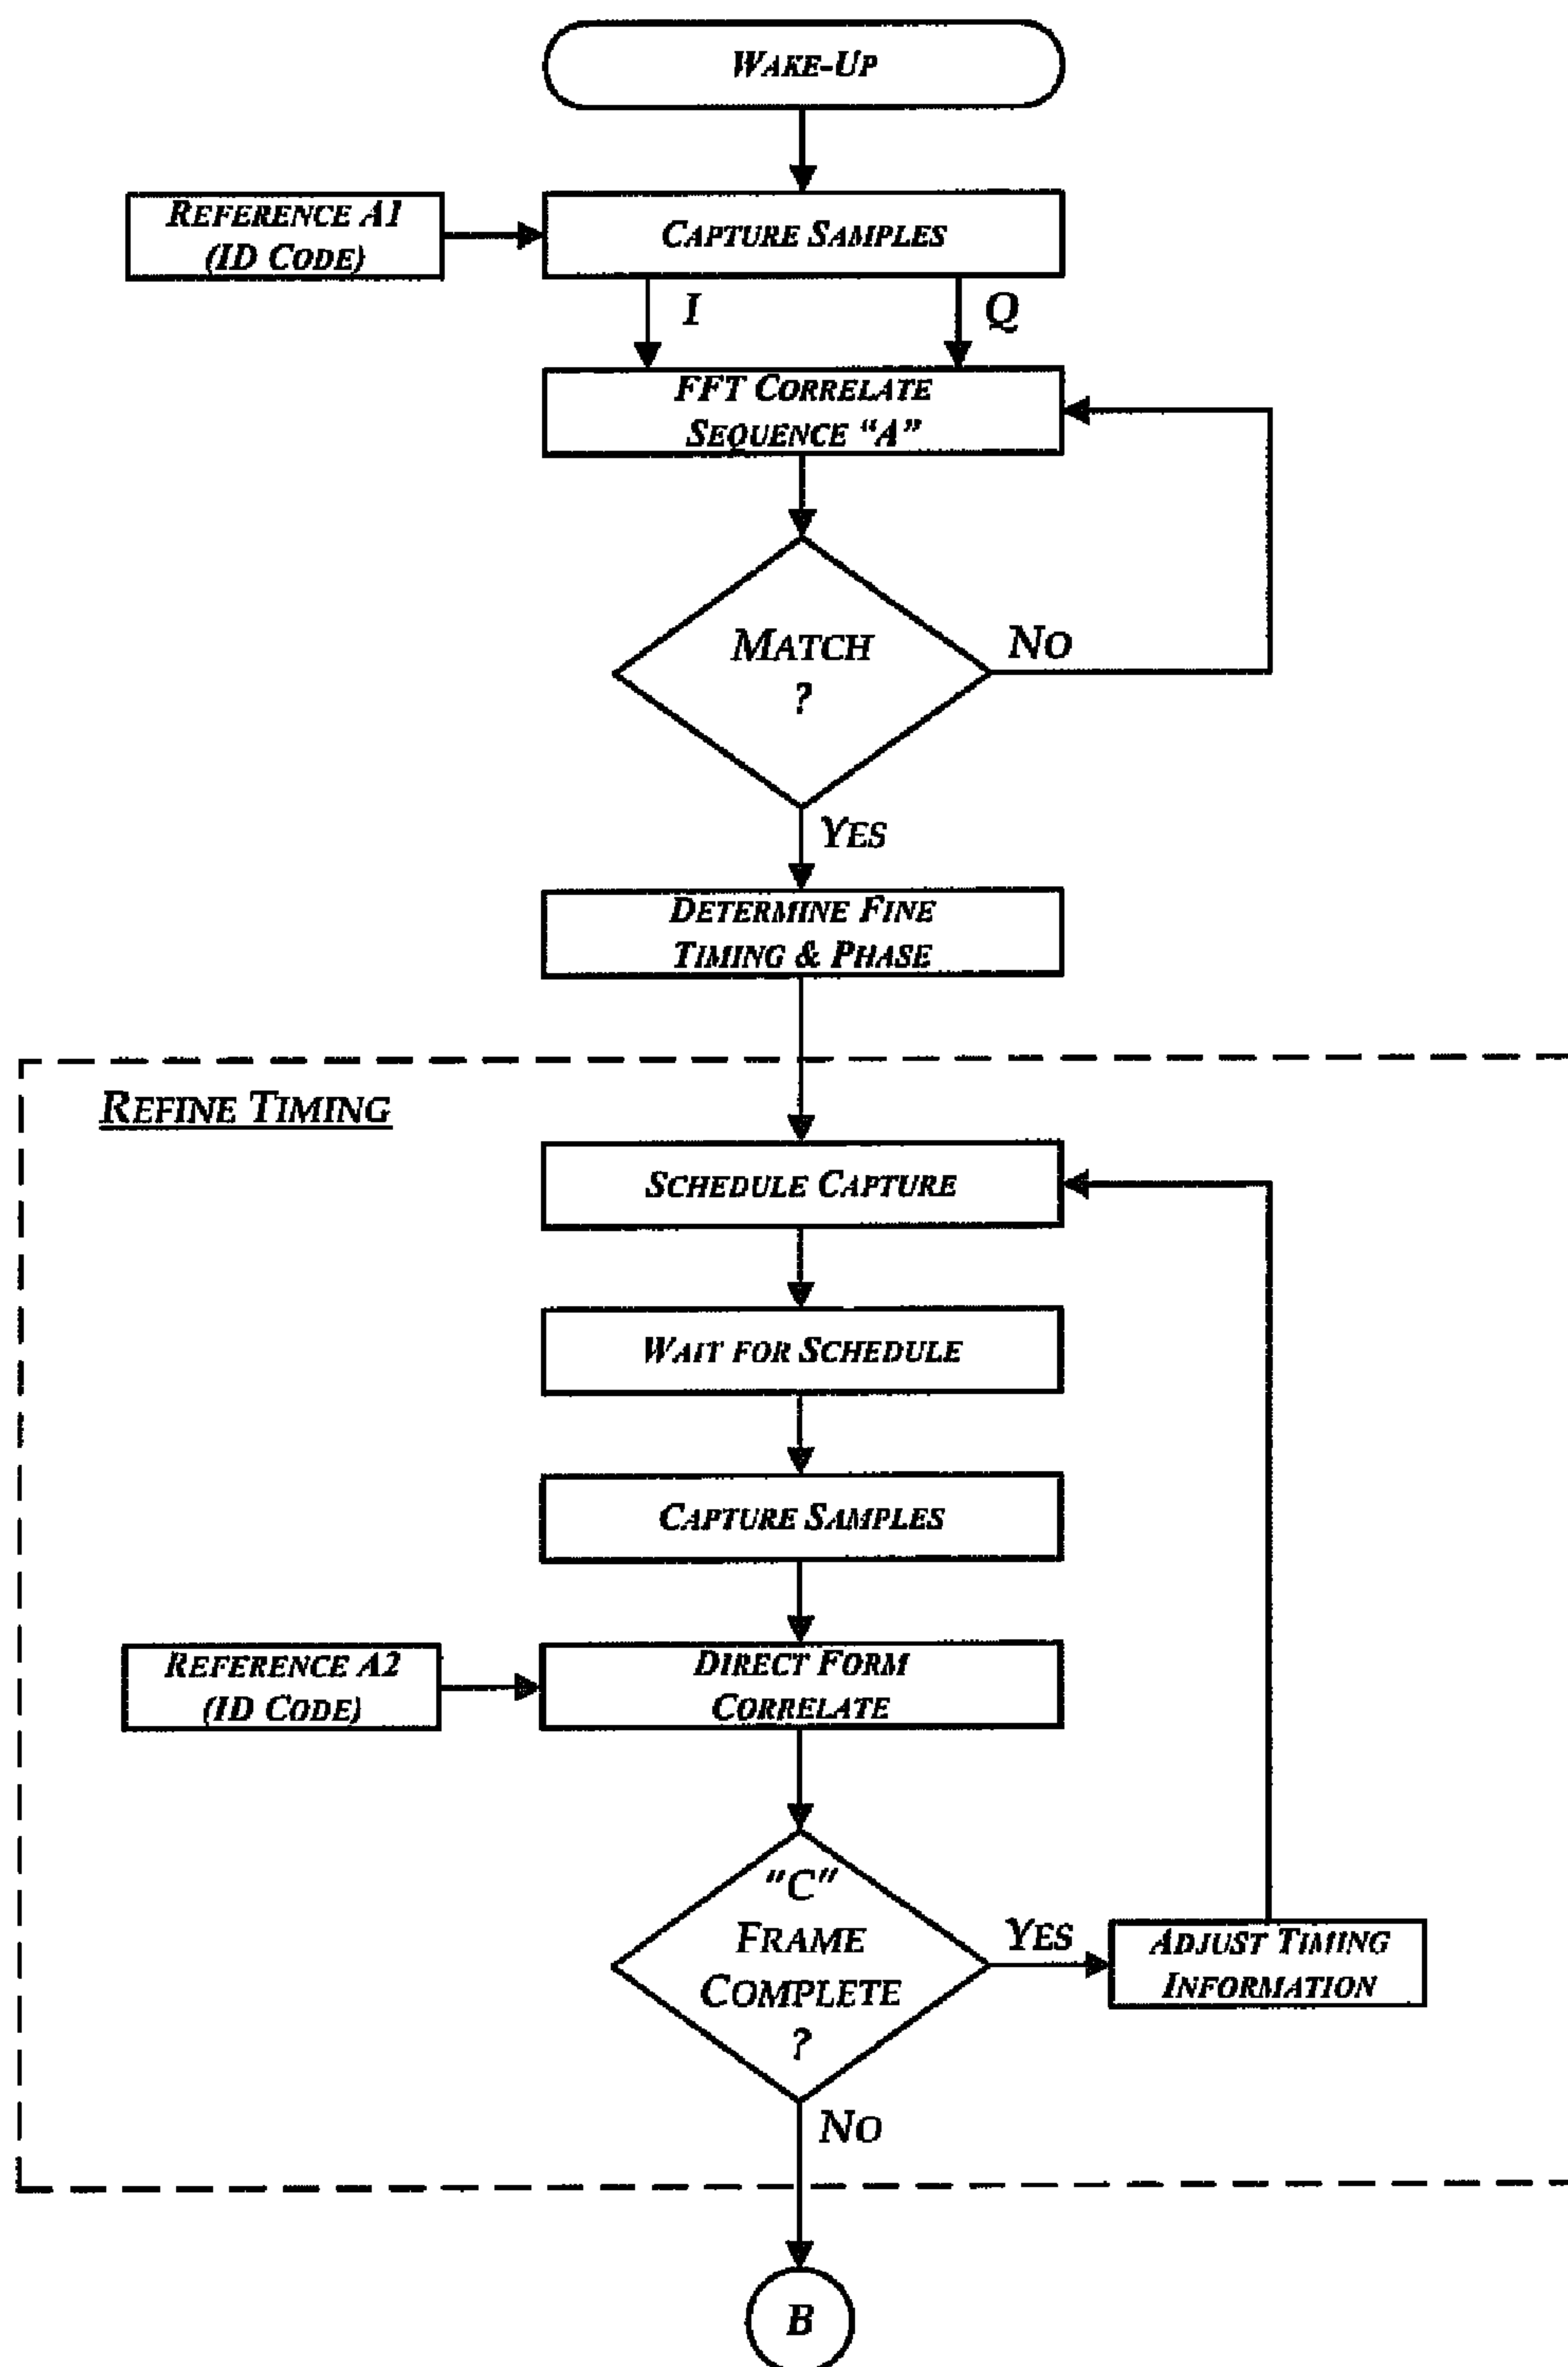 WAKE-UP
REFERENCE A1
(ID CODE)
CAPTURE SAMPLES
I
Q
FFT CORRELATE
SEQUENCE “A”
MATCH
?
NO
YES
DETERMINE FINE
TIMING & PHASE
REFINE TIMING
SCHEDULE CAPTURE
WAIT FOR SCHEDULE
CAPTURE SAMPLES
REFERENCE A2
(ID CODE)
DIRECT FORM
CORRELATE
"C"
FRAME
COMPLETE
?
YES
ADJUST TIMING
INFORMATION
NO
B